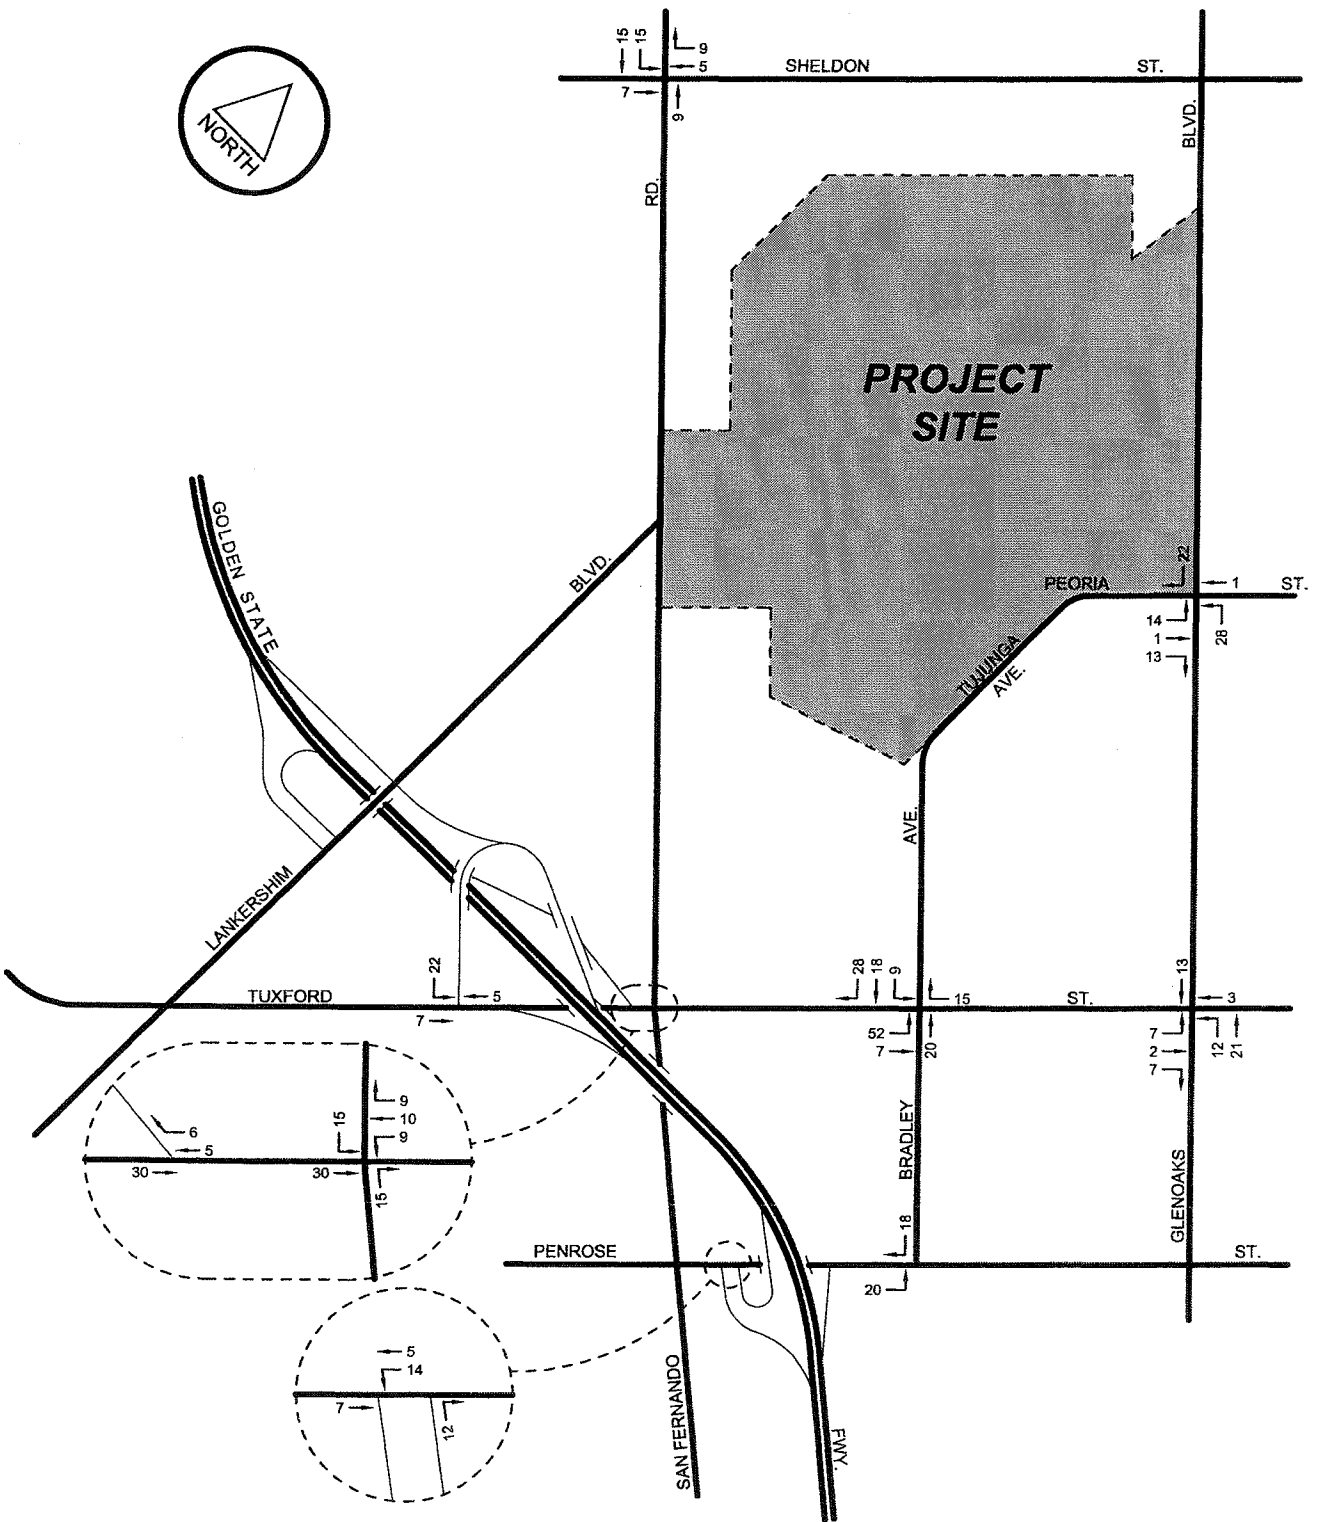 15
15
9
5
SHELDON
ST.
7
9
NORTH
BLVD.
RD.
PROJECT
SITE
GOLDEN STATE
BLVD.
22
PEORIA
1
ST.
14
1
13
28
TUJUNGA
AVE.
AVE.
LANKERSHIM
22
5
7
TUXFORD
28
18
9
15
ST.
13
3
52
7
20
7
2
7
12
21
9
10
9
15
6
5
30
30
15
BRADLEY
GLENOAKS
18
PENROSE
ST.
20
5
14
7
12
SAN FERNANDO
FWY.